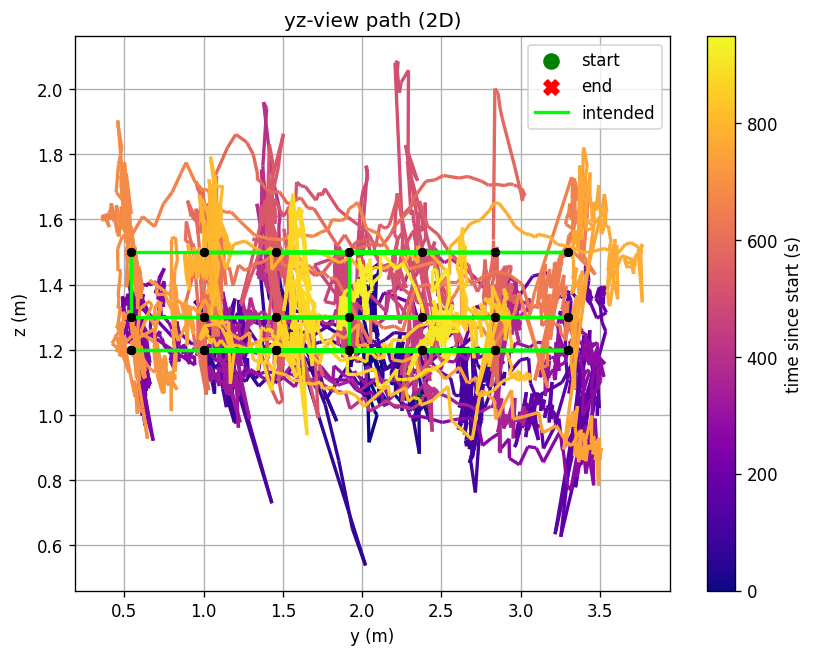 yz-view path (2D)
start
end
intended
2.0
1.8
1.6
1.4
1.2
1.0
0.8
0.6
z (m)
0.5 1.0 1.5 2.0 2.5 3.0 3.5
y (m)
800
600
400
200
0
time since start (s)